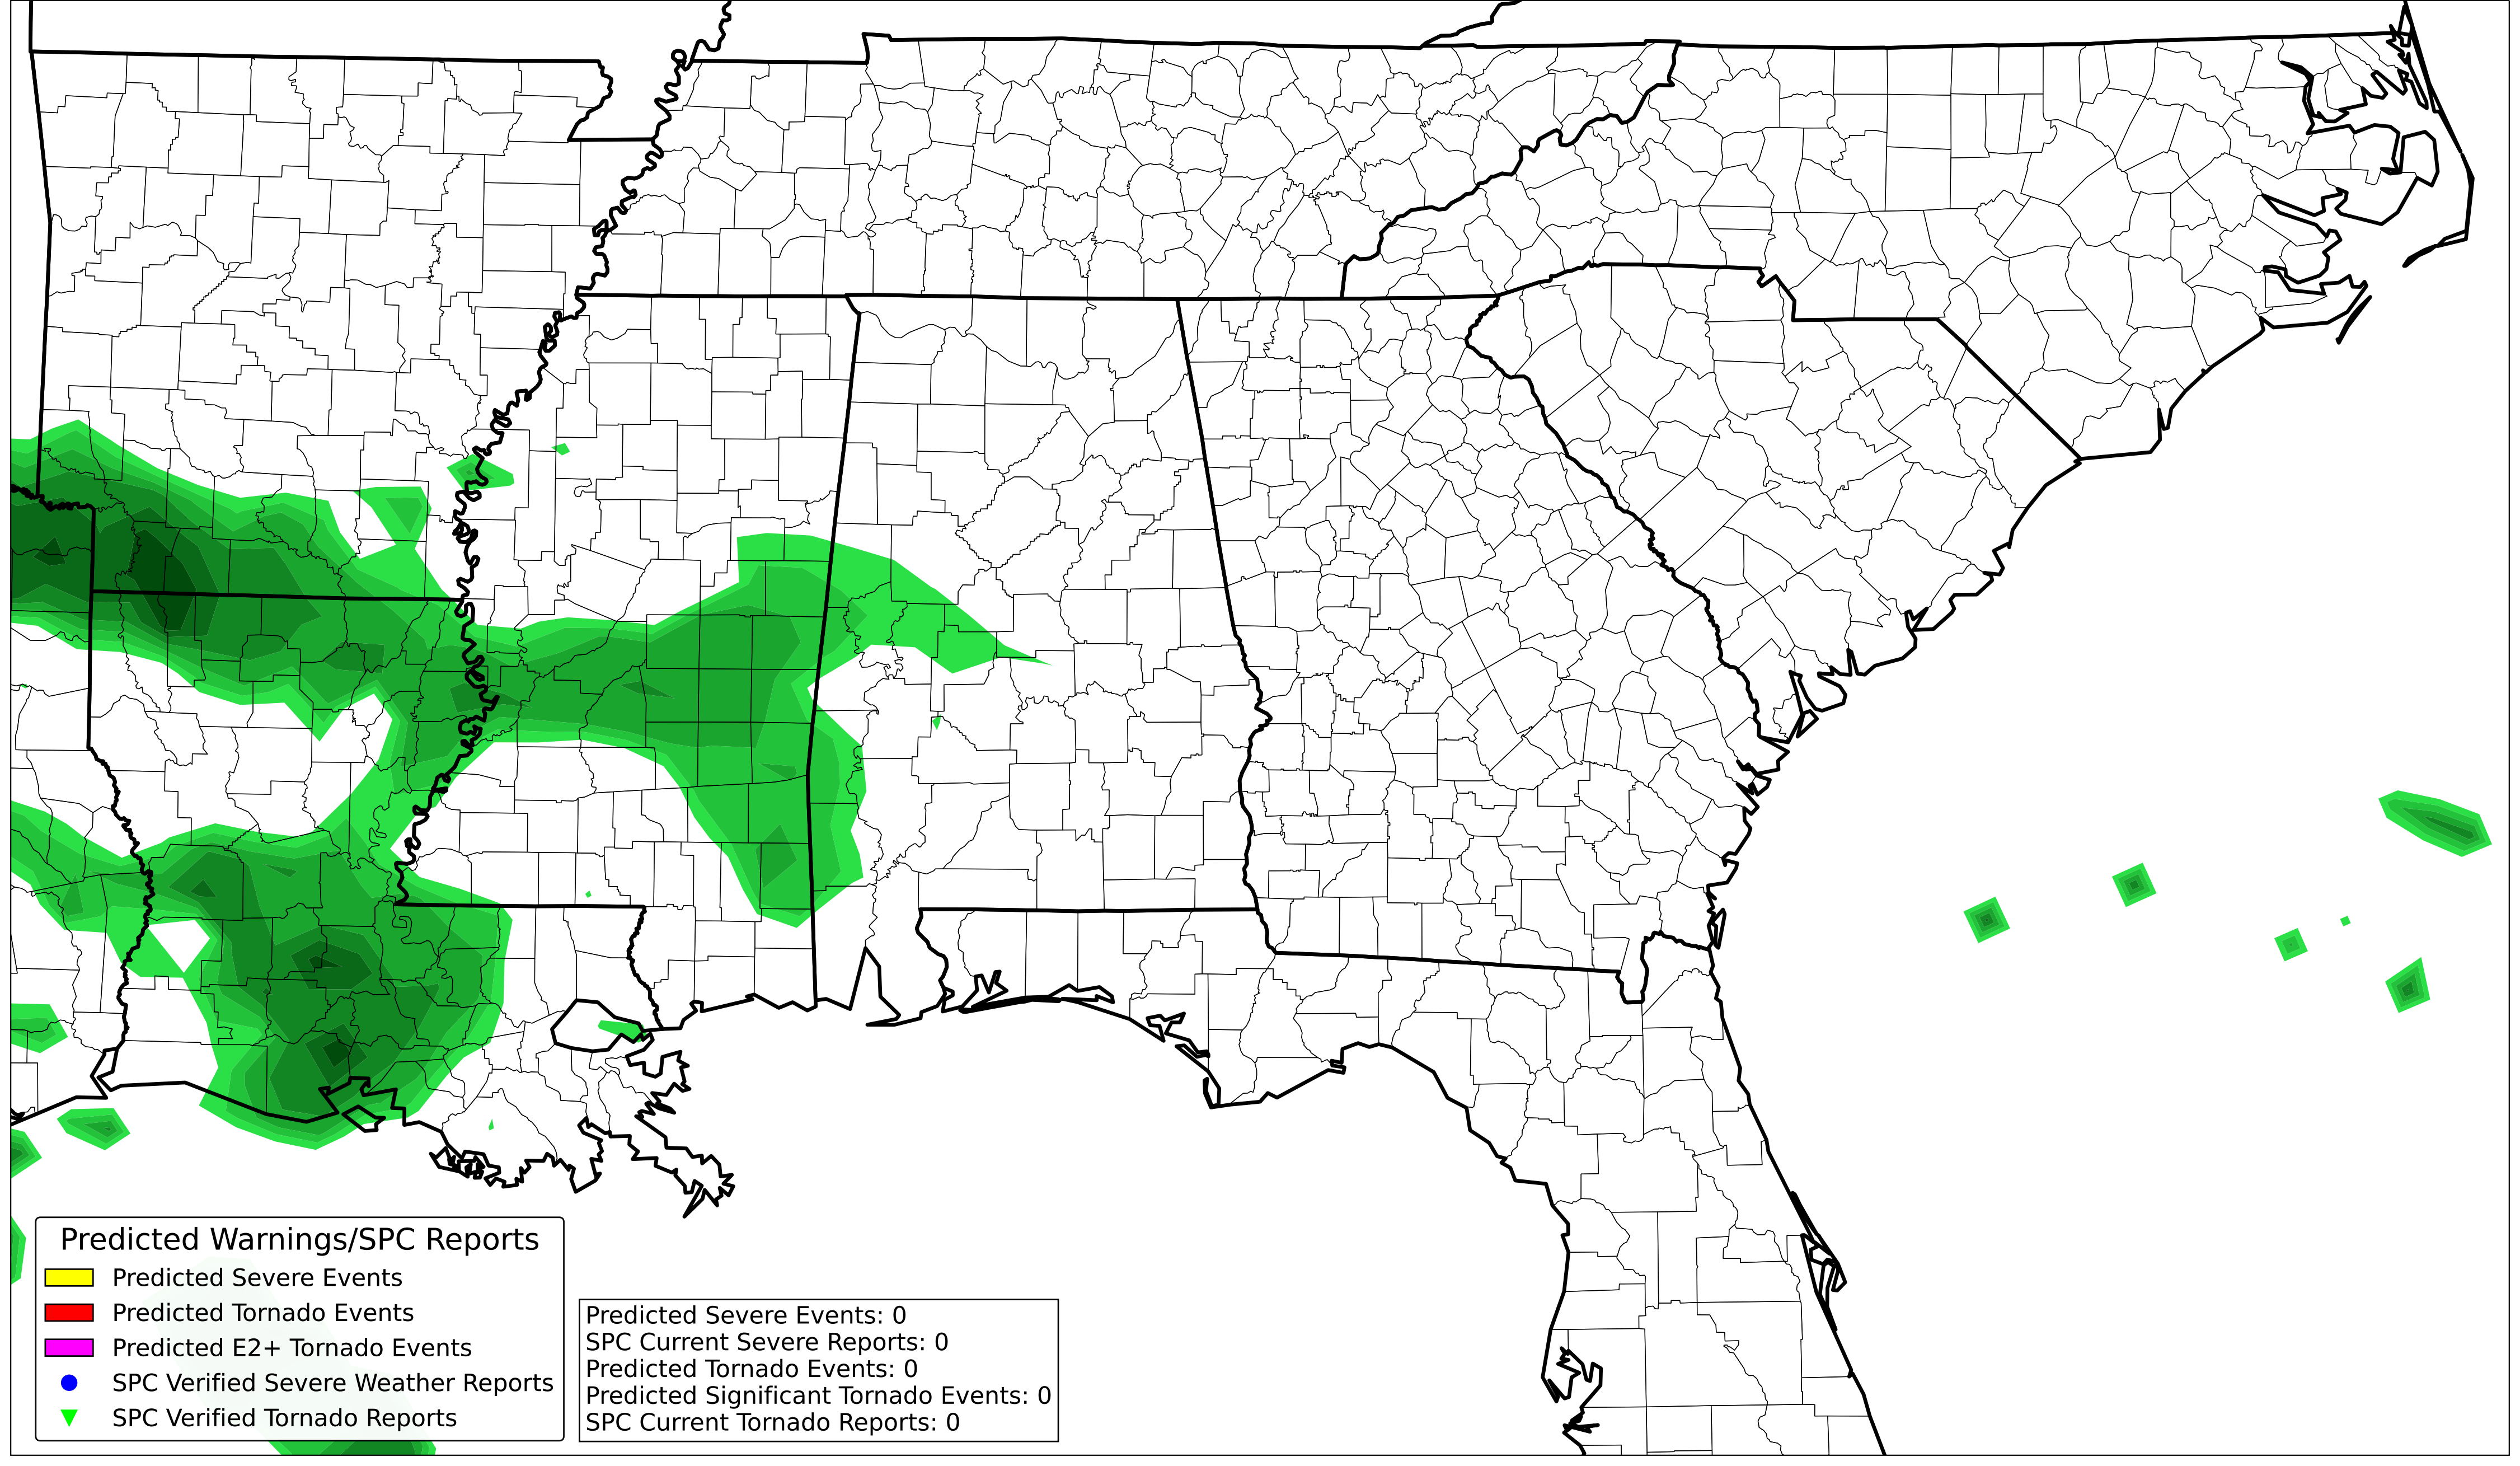 Predicted Warnings/SPC Reports
Predicted Severe Events
Predicted Tornado Events
Predicted E2+ Tornado Events
SPC Verified Severe Weather Reports
SPC Verified Tornado Reports
Predicted Severe Events: 0
SPC Current Severe Reports: 0
Predicted Tornado Events: 0
Predicted Significant Tornado Events: 0
SPC Current Tornado Reports: 0